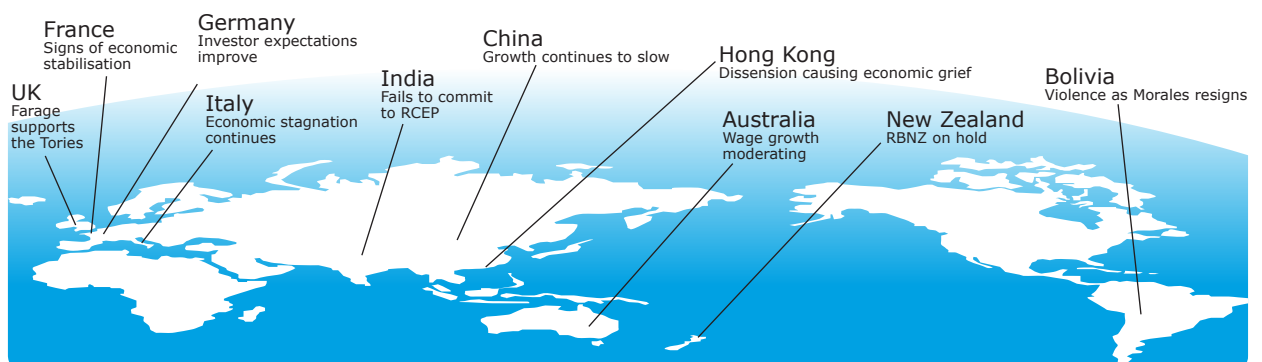 France
Signs of economic
stabilisation
Germany
Investor expectations
improve
UK
Farage
supports
the Tories
Italy
Economic stagnation
continues
India
Fails to commit
to RCEP
China
Growth continues to slow
Hong Kong
Dissension causing economic grief
Australia
Wage growth
moderating
New Zealand
RBNZ on hold
Bolivia
Violence as Morales resigns